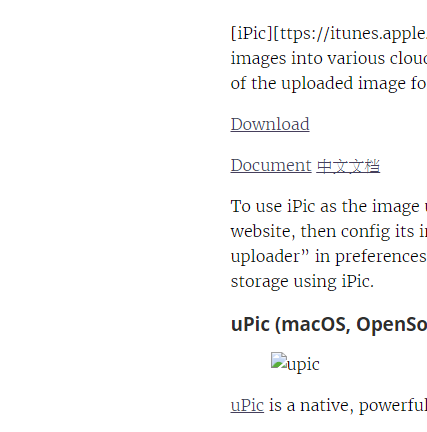 [iPic][ttps://itunes.apple.
images into various cloud
of the uploaded image fo
Download
Document 中文文档
To use iPic as the image u
website, then config its i
uploader” in preferences
storage using iPic.
uPic (macOS, OpenSo
upic
uPic is a native, powerful